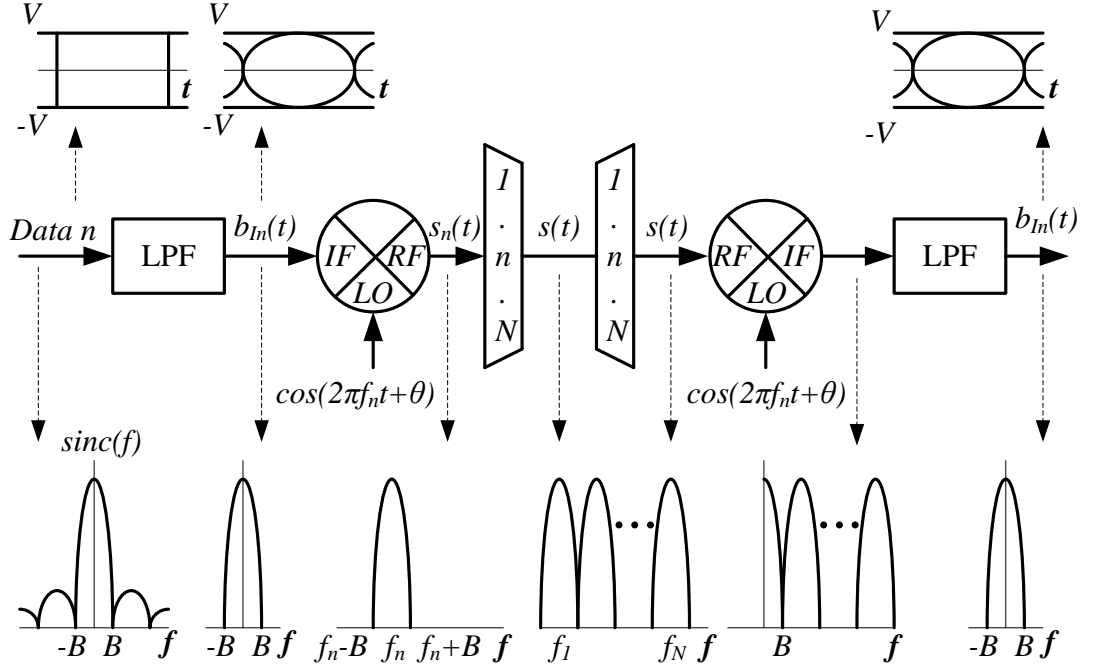 V
t
-V
V
t
-V
V
t
-V
Data n
LPF
b_In(t)
IF
RF
LO
s_n(t)
1
.
n
.
N
s(t)
1
.
n
.
N
s(t)
RF
IF
LO
LPF
b_In(t)
cos(2πf_nt+θ)
cos(2πf_nt+θ)
sinc(f)
-B
B
f
-B
B
f
f_n-B
f_n
f_n+B
f
f_1
f_N
f
B
f
-B
B
f